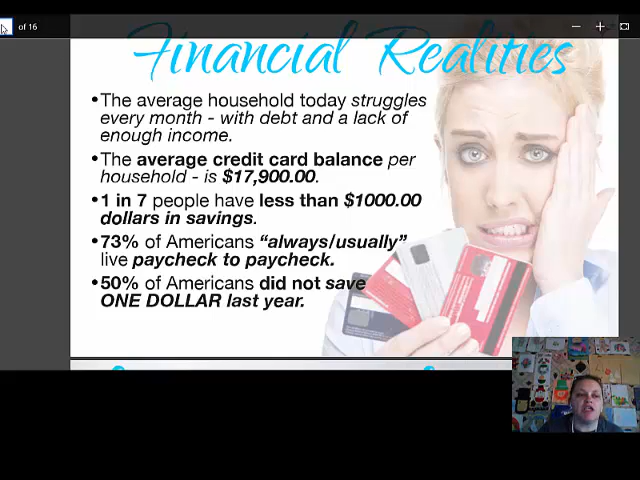 of 16
Financial Realities
•The average household today struggles
every month - with debt and a lack of
enough income.
•The average credit card balance per
household - is $17,900.00.
•1 in 7 people have less than $1000.00
dollars in savings.
•73% of Americans “always/usually”
live paycheck to paycheck.
•50% of Americans did not save
ONE DOLLAR last year.